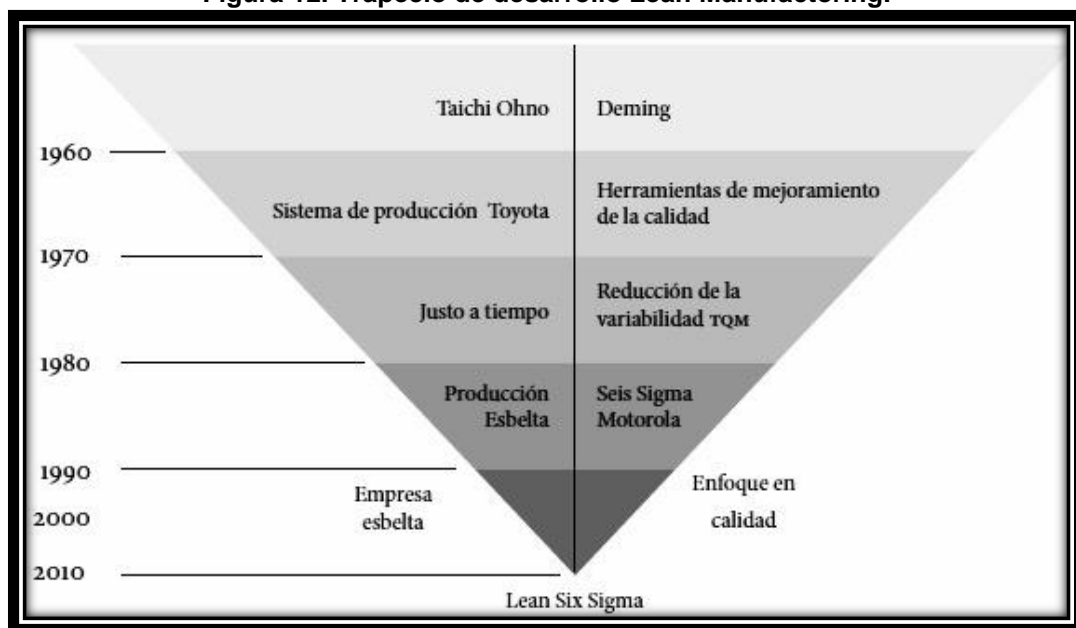 Figura 12. Trapecio de desarrollo Lean Manufactering.
Taichi Ohno
Deming
1960
Sistema de producción Toyota
Herramientas de mejoramiento
de la calidad
1970
Justo a tiempo
Reducción de la
variabilidad TQM
1980
Producción
Esbelta
Seis Sigma
Motorola
1990
Empresa
esbelta
Enfoque en
calidad
2000
2010
Lean Six Sigma